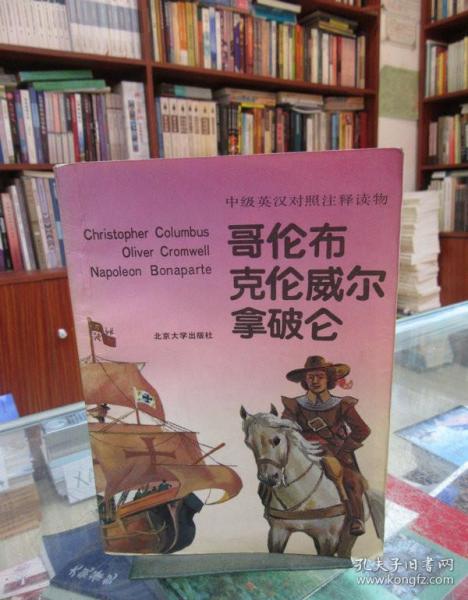 中级英汉对照注释读物
Christopher Columbus
Oliver Cromwell
Napoleon Bonaparte
哥伦布
克伦威尔
拿破仑
北京大学出版社
孔夫子旧书网
www.kongfz.com